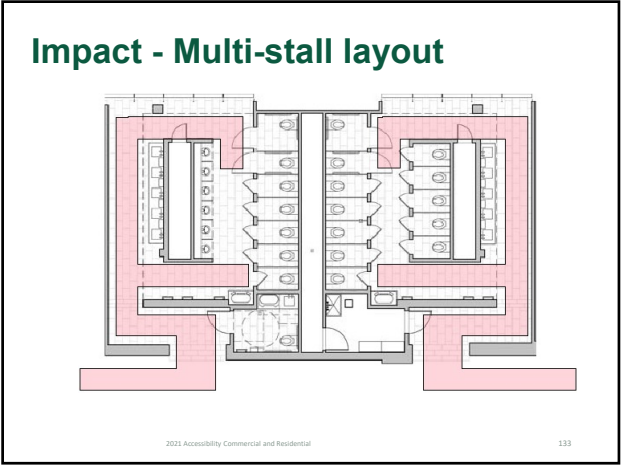 Impact - Multi-stall layout
2021 Accessibility Commercial and Residential
133